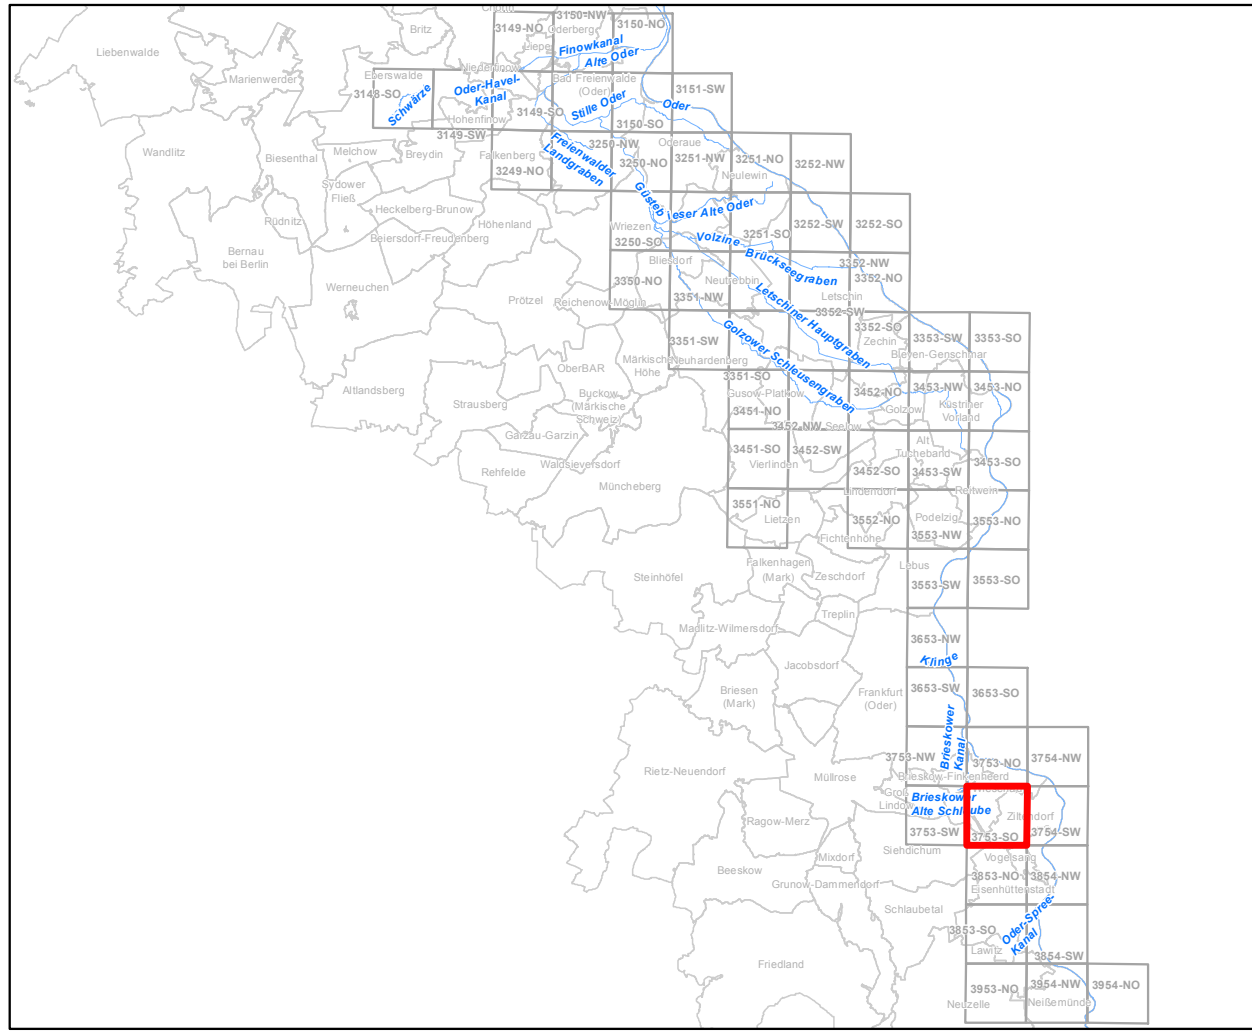 3150-NW
3149-NO
Oderberg
3150-NO
Britz
Liebenwalde
Liepe
Finowkanal
Alte Oder
Marienwerder
Eberswalde
Niederfinow
Bad Freienwalde
(Oder)
3148-SO
Schwärze
Oder-Havel-
Kanal
3151-SW
Stille Oder
Oder
3149-SO
Hohenfinow
3150-SO
3149-SW
Wandlitz
Biesenthal
Melchow
Breydin
Falkenberg
3249-NO
Freienwalder
Landgraben
3250-NW
Oderaue
3250-NO
3251-NW
3251-NO
3252-NW
Neulewin
Sydower
Fließ
Rüdnitz
Heckelberg-Brunow
Höhenland
Güsteb
ieser Alte Oder
Wriezen
3250-SO
3251-SO
3252-SW
3252-SO
Beiersdorf-Freudenberg
Bernau
bei Berlin
Volzine
-Brückseegraben
Bliesdorf
3352-NW
3352-NO
Werneuchen
3350-NO
Neutrebbin
Prötzel
Reichenow-Möglin
3351-NW
Letschin
Letschiner Hauptgraben
3352-SW
3352-SO
Zechin
3353-SW
3353-SO
Golzower Schleusengraben
3351-SW
Bleyen-Genschmar
Märkische
Höhe
Neuhardenberg
OberBAR
3351-SO
Altlandsberg
Strausberg
Buckow
(Märkische
Schweiz)
Gusow-Platkow
3452-NO
3453-NW
3453-NO
3451-NO
Golzow
Küstriner
Vorland
3452-NW
Seelow
Garzau-Garzin
Alt
Tucheband
3451-SO
3452-SW
Rehfelde
Waldsieversdorf
Vierlinden
3452-SO
3453-SW
3453-SO
Müncheberg
Lindendorf
Reitwein
3551-NO
Lietzen
3552-NO
Podelzig
3553-NO
3553-NW
Fichtenhöhe
Falkenhagen
(Mark)
Lebus
Steinhöfel
Zeschdorf
3553-SW
3553-SO
Treplin
Madlitz-Wilmersdorf
3653-NW
Klinge
Jacobsdorf
Briesen
(Mark)
Frankfurt
(Oder)
3653-SW
3653-SO
Brieskower
Kanal
3753-NW
3753-NO
3754-NW
Rietz-Neuendorf
Müllrose
Brieskow-Finkenheerd
Groß
Lindow
Brieskower
Alte Schlaube
Ziltendorf
Ragow-Merz
3753-SW
3753-SO
3754-SW
Siehdichum
Mixdorf
Vogelsang
Beeskow
3853-NO
3854-NW
Grunow-Dammendorf
Eisenhüttenstadt
Schlaubetal
Oder-Spree-
Kanal
3853-SO
Lawitz
3854-SW
Friedland
3953-NO
3954-NW
3954-NO
Neuzelle
Neißemünde